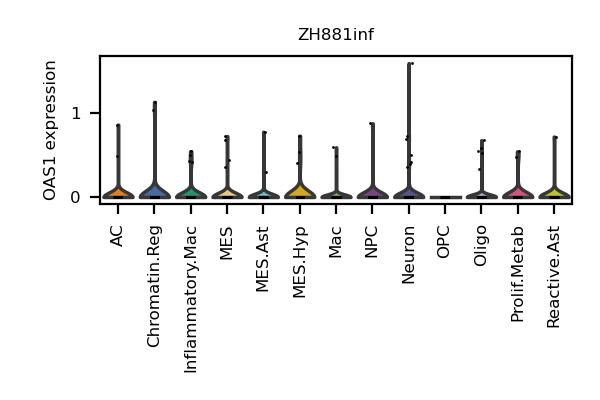 ZH881inf
OAS1 expression
1
0
AC
Chromatin.Reg
Inflammatory.Mac
MES
MES.Ast
MES.Hyp
Mac
NPC
Neuron
OPC
Oligo
Prolif.Metab
Reactive.Ast